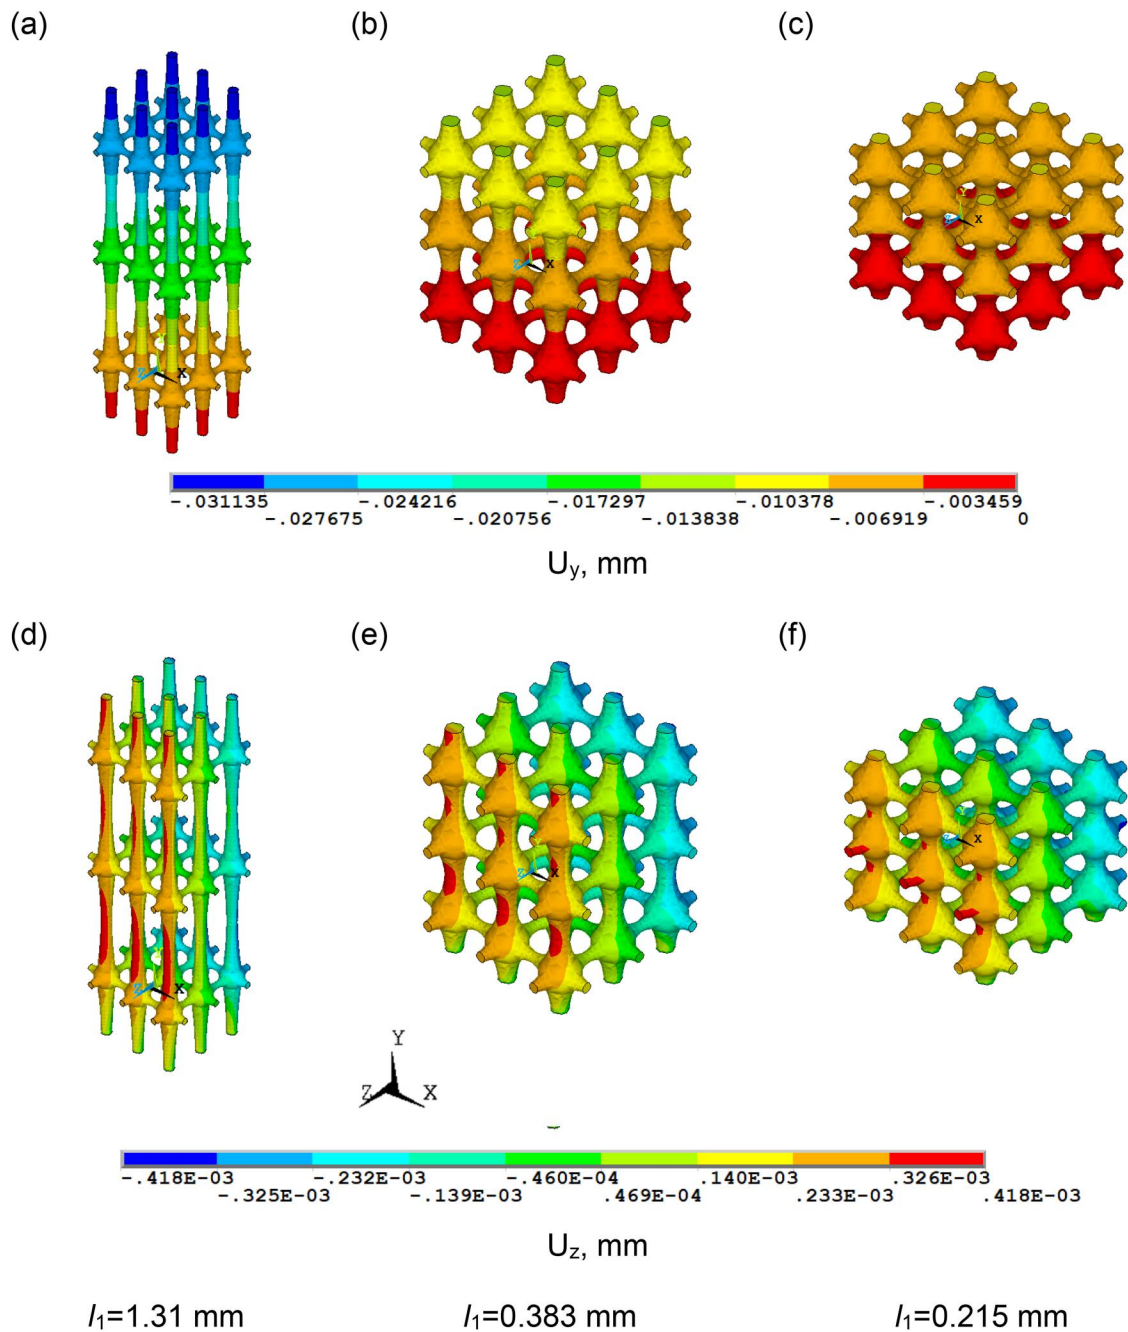 (a) (b) (c)
Y
Z X
Y
Z X
Y
Z X
-.031135 -.024216 -.017297 -.010378 -.003459
-.027675 -.020756 -.013838 -.006919 0
Uy, mm
(d) (e) (f)
Y
Z X
Z X
Y
Z X
Y
Z X
-.418E-03 -.232E-03 -.460E-04 .140E-03 .326E-03
-.325E-03 -.139E-03 .469E-04 .233E-03 .418E-03
Uz, mm
l1=1.31 mm l1=0.383 mm l1=0.215 mm